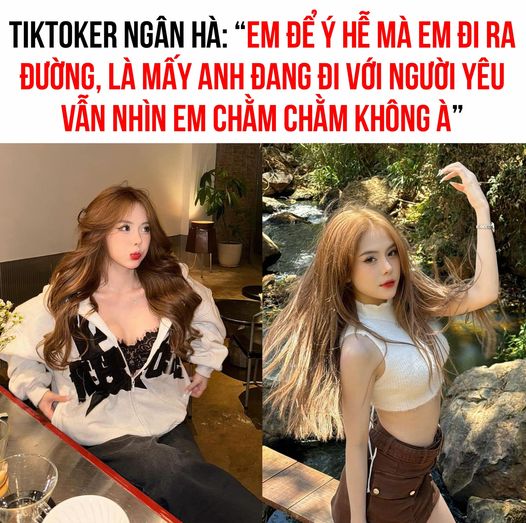 TIKTOKER NGÂN HÀ: “EM ĐỂ Ý HỄ MÀ EM ĐI RA
ĐƯỜNG, LÀ MẤY ANH ĐANG ĐI VỚI NGƯỜI YÊU
VẪN NHÌN EM CHẰM CHẰM KHÔNG À”